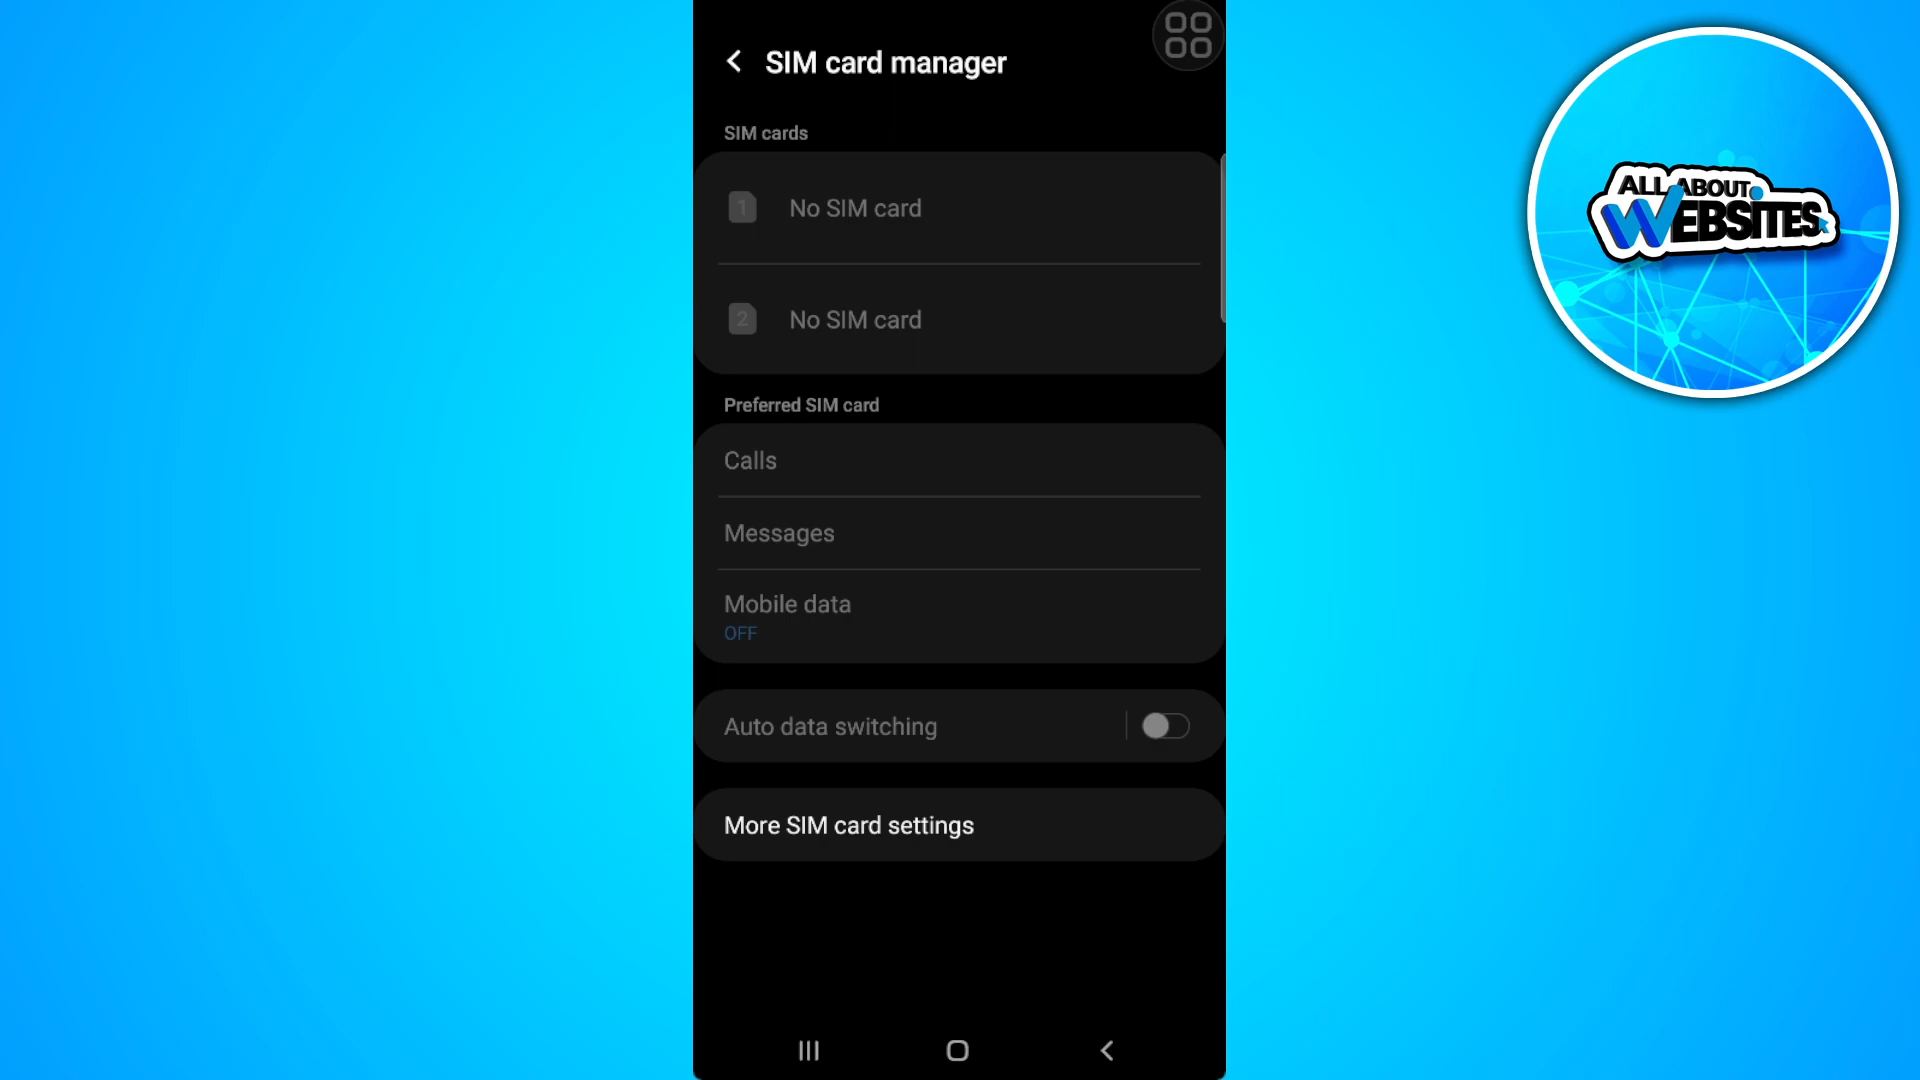 SIM card manager
SIM cards
1 No SIM card
2 No SIM card
Preferred SIM card
Calls
Messages
Mobile data
OFF
Auto data switching
More SIM card settings
ALL ABOUT
WEBSITES